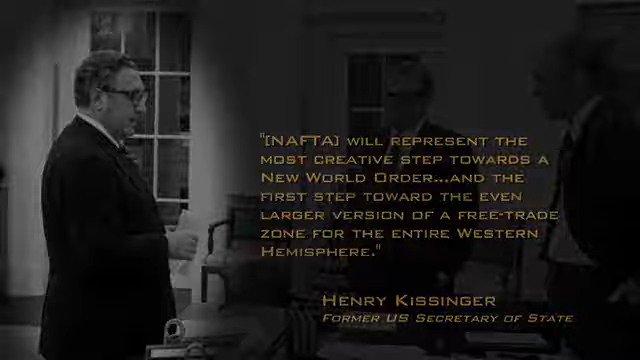 "[NAFTA] will represent the
most creative step towards a
New World Order...and the
first step toward the even
larger version of a free-trade
zone for the entire Western
Hemisphere."
Henry Kissinger
Former US Secretary of State